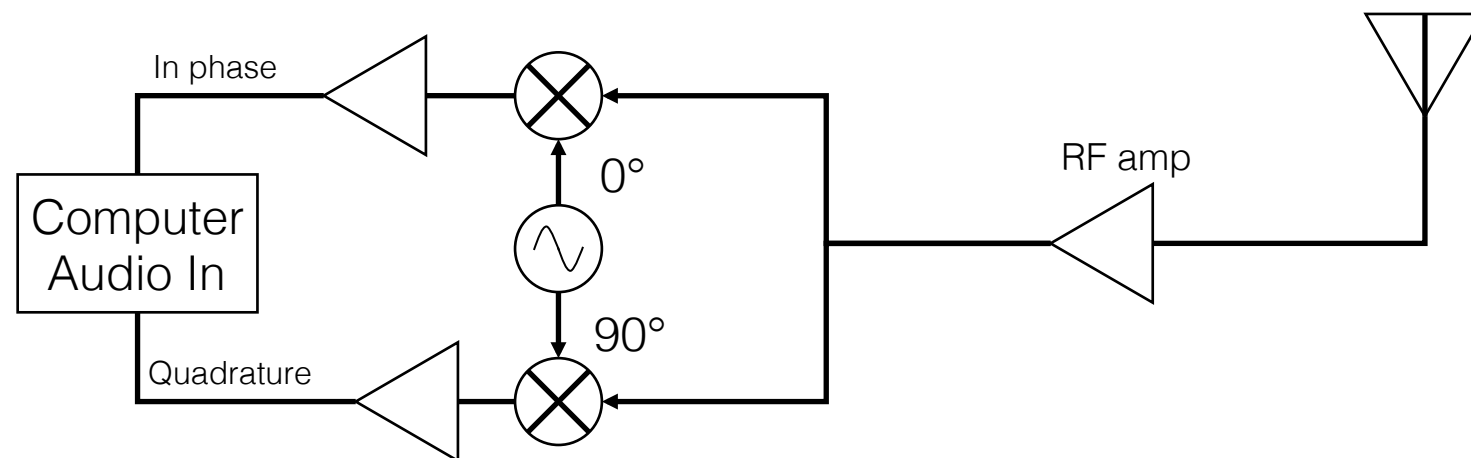 In phase
0°
RF amp
Computer
Audio In
90°
Quadrature